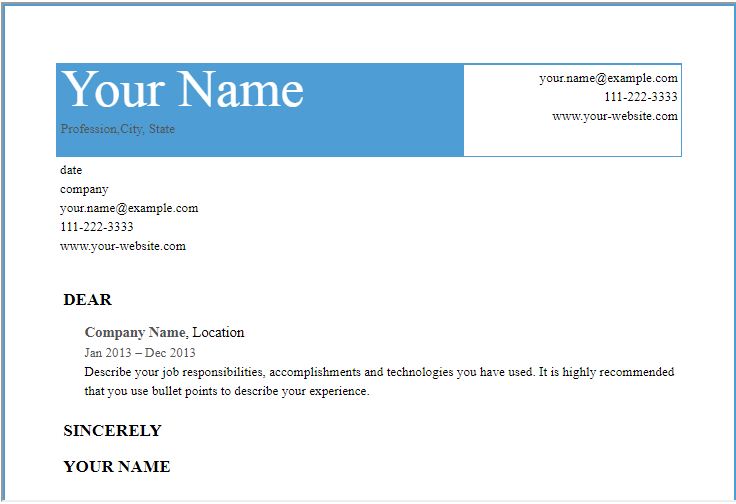 Your Name
Profession,City, State
your.name@example.com
111-222-3333
www.your-website.com
date
company
your.name@example.com
111-222-3333
www.your-website.com
DEAR
Company Name, Location
Jan 2013 – Dec 2013
Describe your job responsibilities, accomplishments and technologies you have used. It is highly recommended
that you use bullet points to describe your experience.
SINCERELY
YOUR NAME